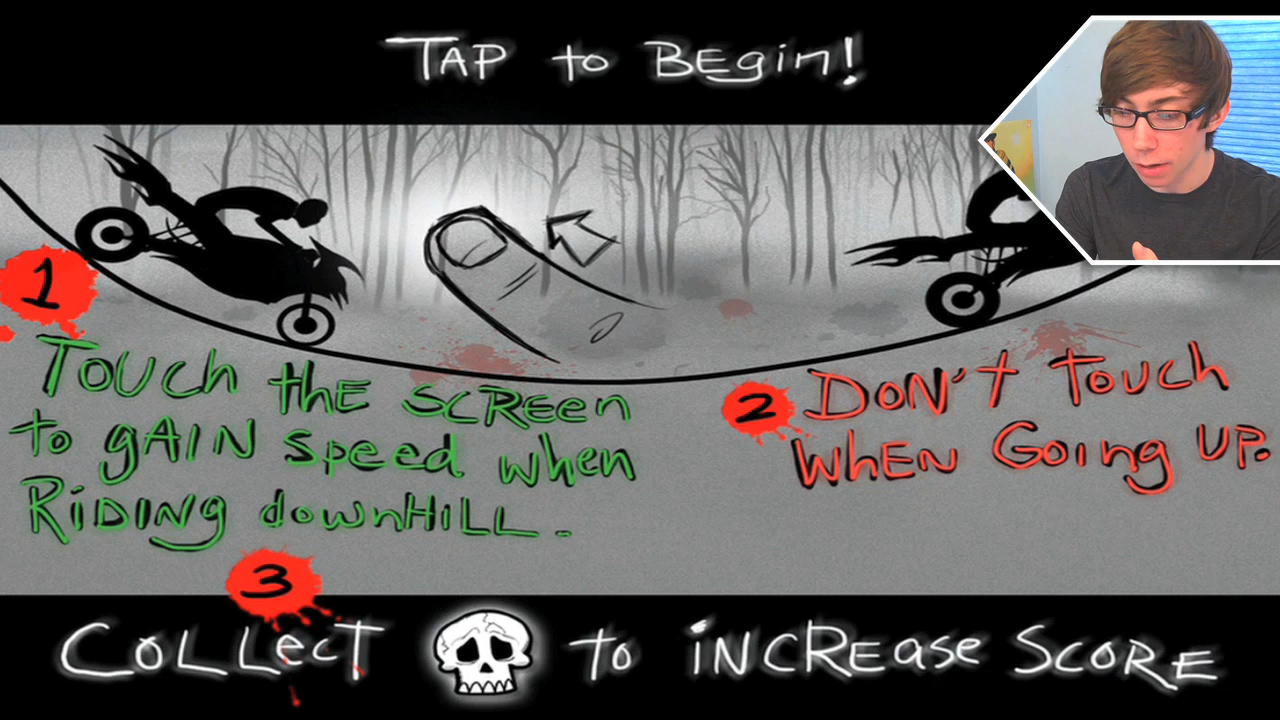 TAP to BEgin!
1
TOUCH thE SCREEn
to gAIN speed when
RiDING downHiLL.
2
DON'T Touch
WhEN Going UP.
3
COLLecT to iNCREase SCORE